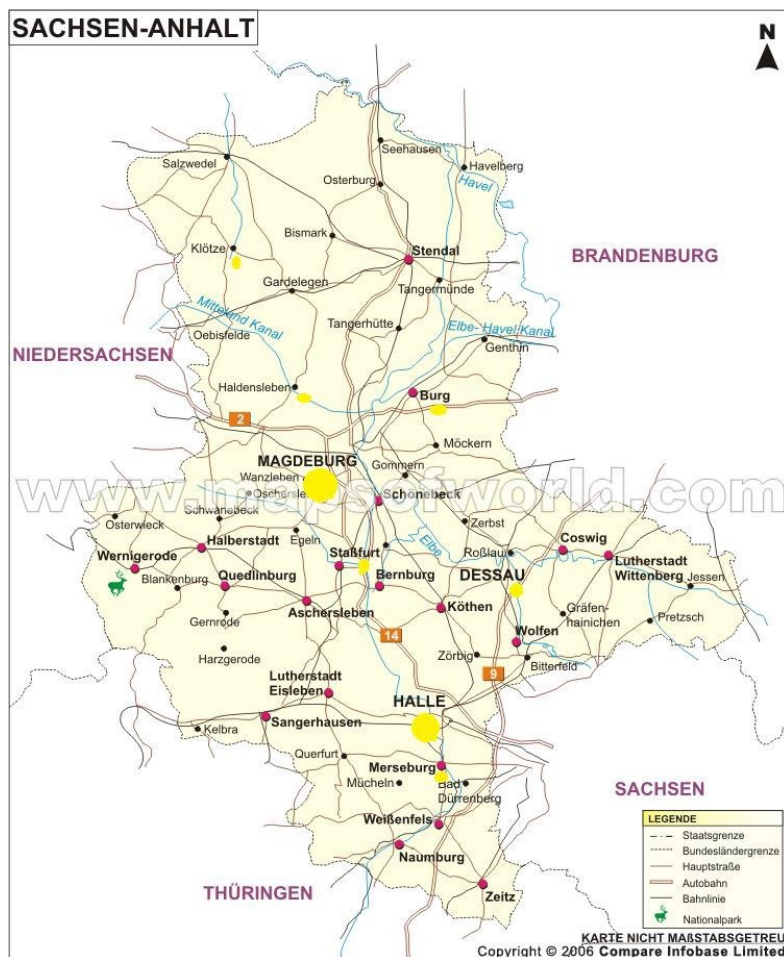 SACHSEN-ANHALT
N
Salzwedel
Seehausen
Havelberg
Osterburg
Havel
Bismark
Klötze
Stendal
BRANDENBURG
Gardelegen
Tangermünde
Mitteland Kanal
Oebisfelde
Tangerhütte
Elbe- Havel Kanal
Genthin
NIEDERSACHSEN
Haldensleben
Burg
2
Möckern
MAGDEBURG
Gommern
Wanzleben
www.mapsofworld.com
Schönebeck
Schwanebeck
Osterwieck
Egeln
Zerbst
Elbe
Roßlau
Coswig
Halberstadt
Wernigerode
Staßfurt
Lutherstadt
Wittenberg
DESSAU
Blankenburg
Quedlinburg
Bernburg
Jessen
Aschersleben
Köthen
Gräfen-
hainichen
Pretzsch
Gernrode
14
Wolfen
Harzgerode
Zörbig
Bitterfeld
9
Lutherstadt
Eisleben
HALLE
Sangerhausen
Kelbra
Querfurt
Merseburg
Mücheln
Bad
Dürrenberg
SACHSEN
Weißenfels
Naumburg
THÜRINGEN
Zeitz
LEGENDE
Staatsgrenze
Bundesländergrenze
Hauptstraße
Autobahn
Bahnlinie
Nationalpark
KARTE NICHT MAßSTABSGETREU
Copyright © 2006 Compare Infobase Limited